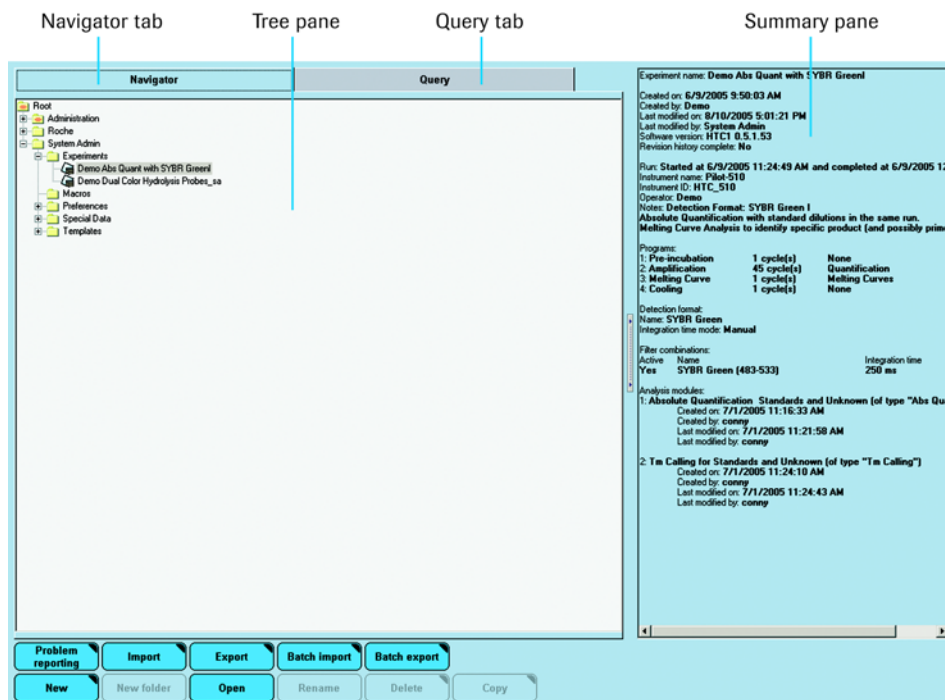 Navigator tab
Tree pane
Query tab
Summary pane
Navigator
Query
Root
Administration
Roche
System Admin
Experiments
Demo Abs Quant with SYBR GreenI
Demo Dual Color Hydrolysis Probes_sa
Macros
Preferences
Special Data
Templates
Experiment name: Demo Abs Quant with SYBR GreenI
Created on: 6/9/2005 9:50:03 AM
Created by: Demo
Last modified on: 8/10/2005 5:01:21 PM
Last modified by: System Admin
Software version: HTC1 0.5.1.53
Revision history complete: No
Run: Started at 6/9/2005 11:24:49 AM and completed at 6/9/2005 12
Instrument name: Pilot-510
Instrument ID: HTC_510
Operator: Demo
Notes: Detection Format: SYBR Green I
Absolute Quantification with standard dilutions in the same run.
Melting Curve Analysis to identify specific product (and possibly prime
Programs:
1: Pre-incubation 1 cycle(s) None
2: Amplification 45 cycle(s) Quantification
3: Melting Curve 1 cycle(s) Melting Curves
4: Cooling 1 cycle(s) None
Detection format:
Name: SYBR Green
Integration time mode: Manual
Filter combinations:
Active Name Integration time
Yes SYBR Green (483-533) 250 ms
Analysis modules:
1: Absolute Quantification Standards and Unknown (of type "Abs Qu
Created on: 7/1/2005 11:16:33 AM
Created by: conny
Last modified on: 7/1/2005 11:21:58 AM
Last modified by: conny
2: Tm Calling for Standards and Unknown (of type "Tm Calling")
Created on: 7/1/2005 11:24:10 AM
Created by: conny
Last modified on: 7/1/2005 11:24:43 AM
Last modified by: conny
Problem reporting
Import
Export
Batch import
Batch export
New
New folder
Open
Rename
Delete
Copy